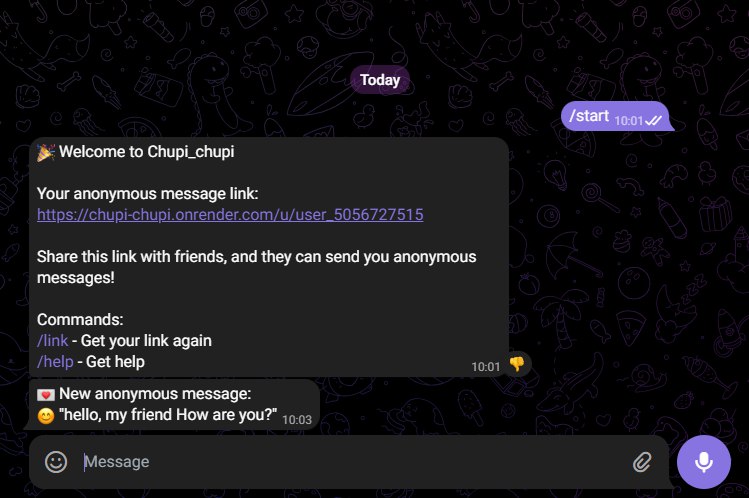 Today
/start 10:01
🎉 Welcome to Chupi_chupi
Your anonymous message link:
https://chupi-chupi.onrender.com/u/user_5056727515
Share this link with friends, and they can send you anonymous
messages!
Commands:
/link - Get your link again
/help - Get help
10:01 👎
💌 New anonymous message:
😊 "hello, my friend How are you?" 10:03
Message